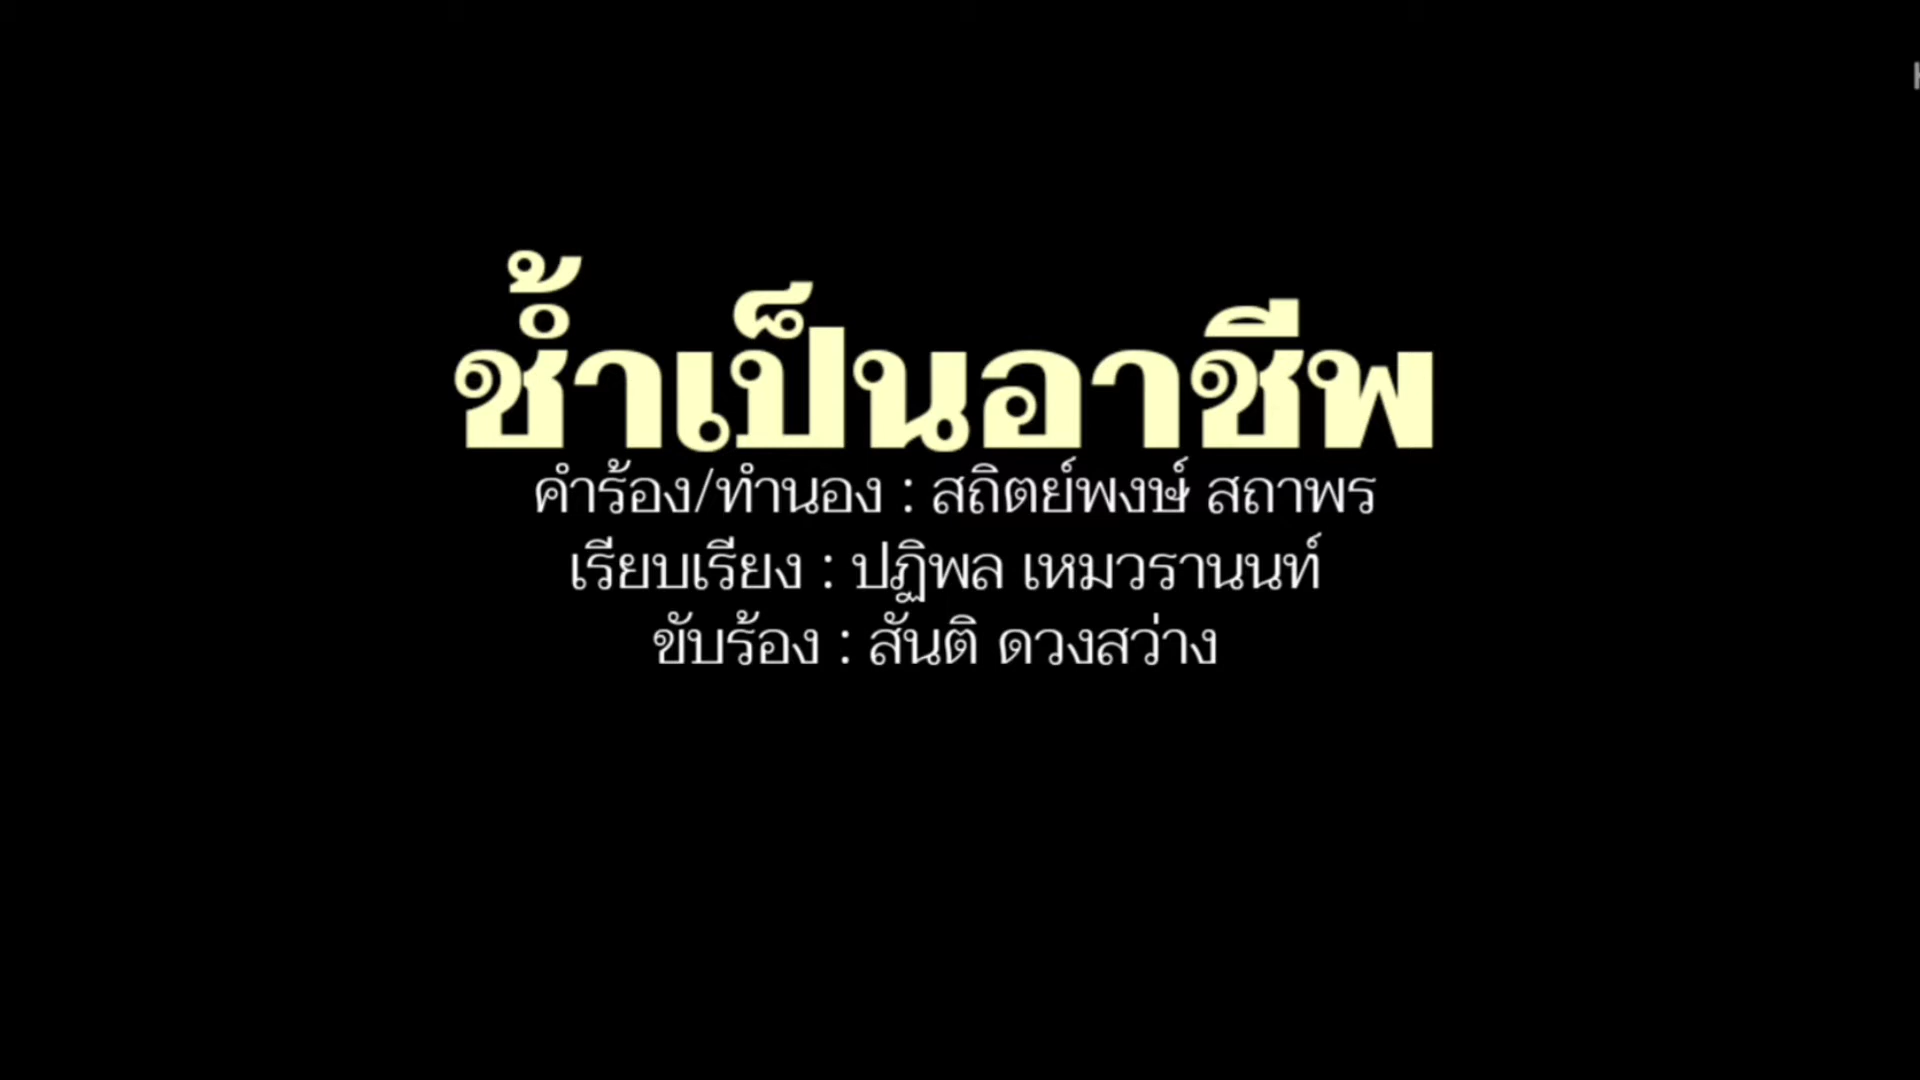 ช้ำเป็นอาชีพ
คำร้อง/ทำนอง : สถิตย์พงษ์ สถาพร
เรียบเรียง : ปฏิพล เหมวรานนท์
ขับร้อง : สันติ ดวงสว่าง